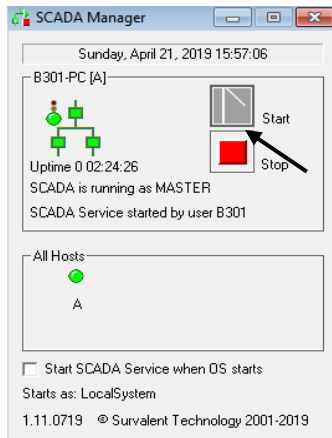 SCADA Manager
Sunday, April 21, 2019 15:57:06
B301-PC [A]
Start
Stop
Uptime 0 02:24:26
SCADA is running as MASTER
SCADA Service started by user B301
All Hosts
A
Start SCADA Service when OS starts
Starts as: LocalSystem
1.11.0719 © Survalent Technology 2001-2019